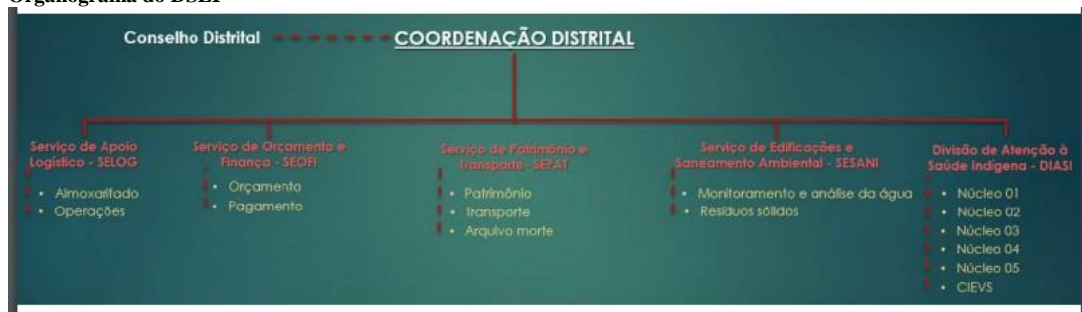 Organograma do DSEI
Conselho Distrital
COORDENAÇÃO DISTRITAL
Serviço de Apoio
Logístico - SELOG
• Almoxarifado
• Operações
Serviço de Orçamento e
Finança - SEOFI
• Orçamento
• Pagamento
Serviço de Patrimônio e
Transporte- SEPAT
• Patrimônio
• Transporte
• Arquivo morte
Serviço de Edificações e
Saneamento Ambiental - SESANI
• Monitoramento e análise da água
• Resíduos sólidos
Divisão de Atenção à
Saúde Indígena - DIASI
• Núcleo 01
• Núcleo 02
• Núcleo 03
• Núcleo 04
• Núcleo 05
• CIEVS